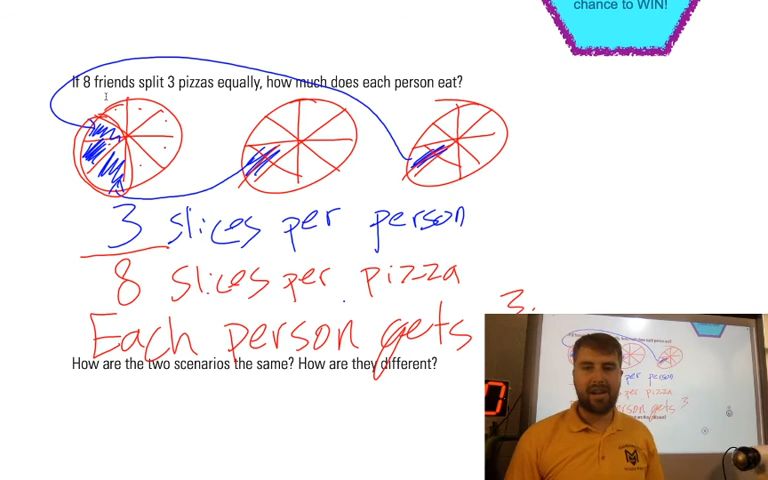 chance to WIN!
If 8 friends split 3 pizzas equally, how much does each person eat?
3 slices per person
8 slices per pizza
Each person gets 3
How are the two scenarios the same? How are they different?